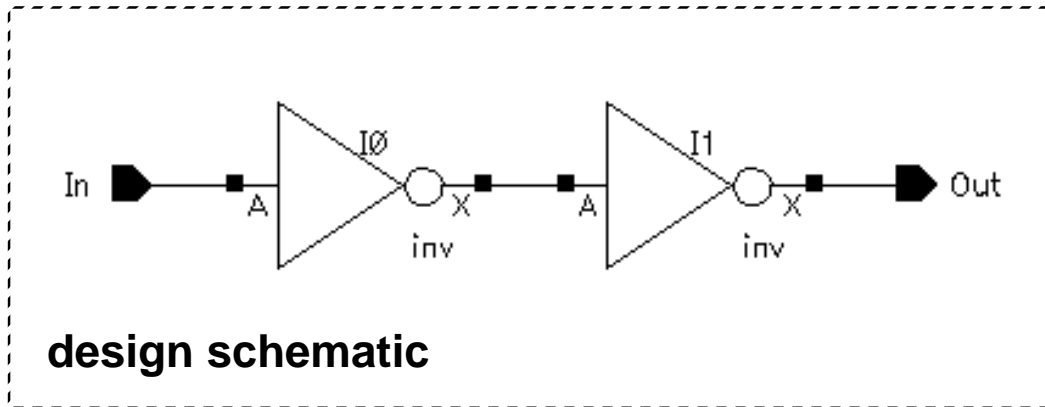 In A I0 X inv A I1 X inv Out
design schematic